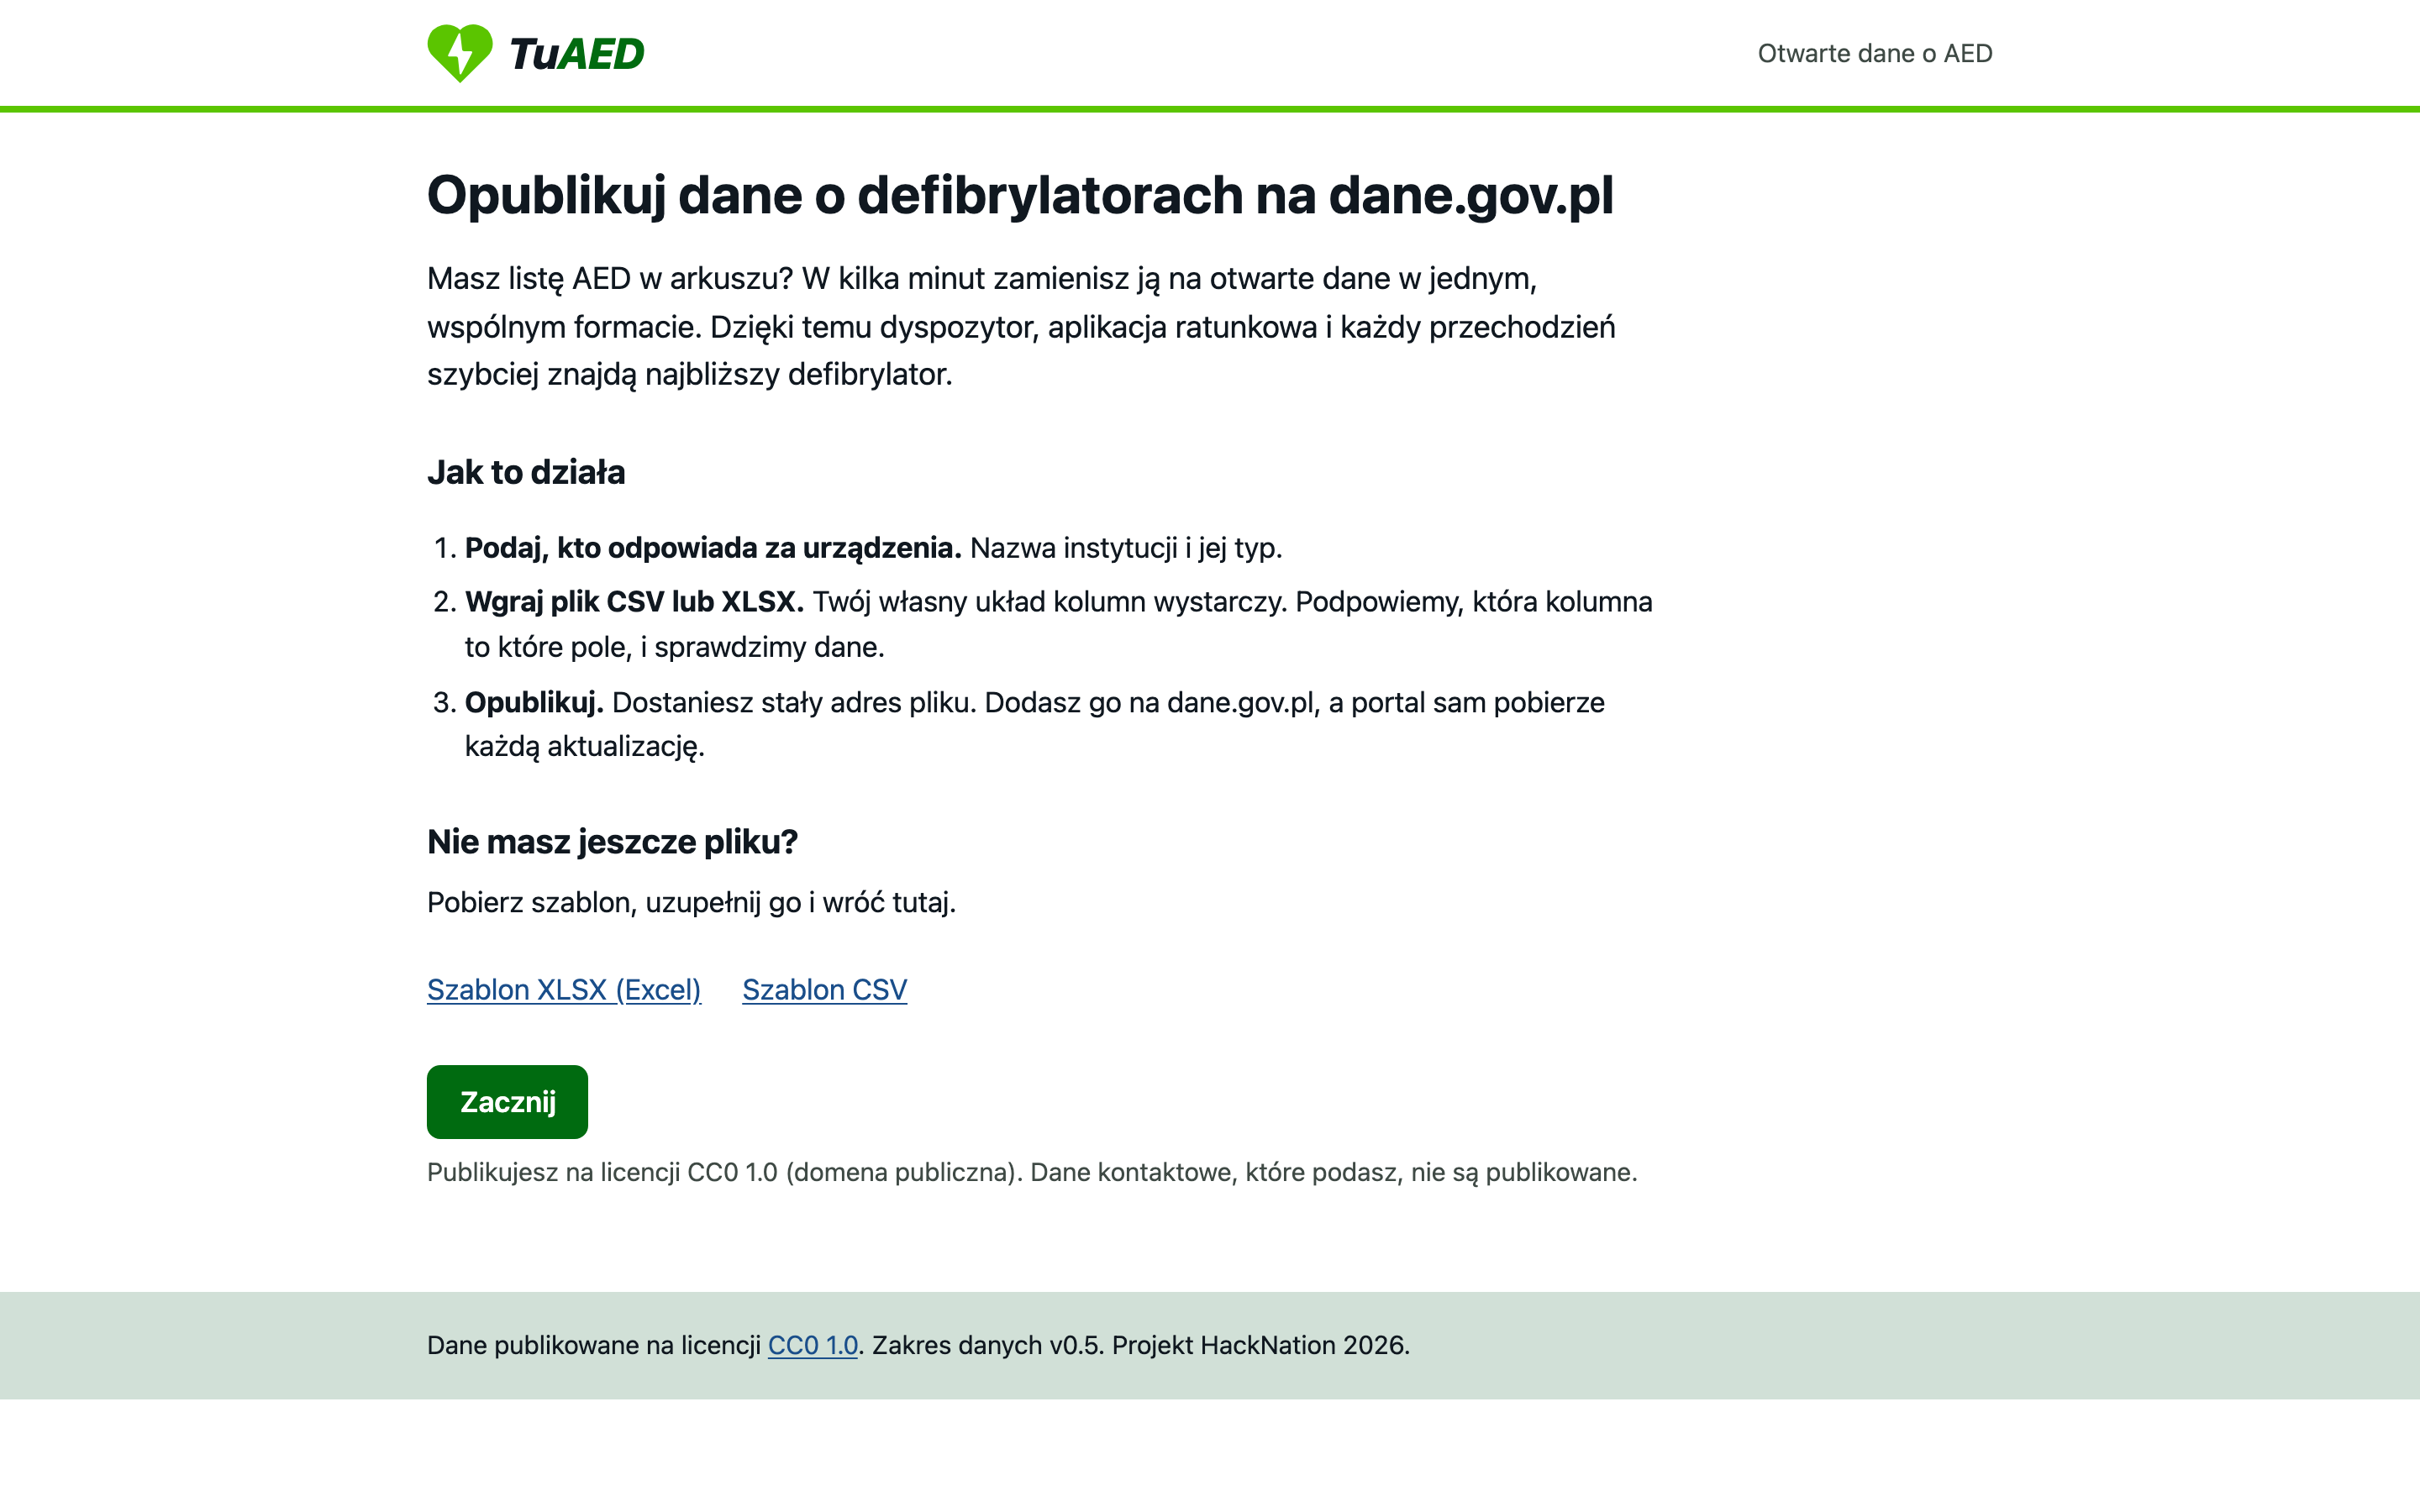 TuAED
Otwarte dane o AED
Opublikuj dane o defibrylatorach na dane.gov.pl
Masz listę AED w arkuszu? W kilka minut zamienisz ją na otwarte dane w jednym,
wspólnym formacie. Dzięki temu dyspozytor, aplikacja ratunkowa i każdy przechodzień
szybciej znajdą najbliższy defibrylator.
Jak to działa
1. Podaj, kto odpowiada za urządzenia. Nazwa instytucji i jej typ.
2. Wgraj plik CSV lub XLSX. Twój własny układ kolumn wystarczy. Podpowiemy, która kolumna
to które pole, i sprawdzimy dane.
3. Opublikuj. Dostaniesz stały adres pliku. Dodasz go na dane.gov.pl, a portal sam pobierze
każdą aktualizację.
Nie masz jeszcze pliku?
Pobierz szablon, uzupełnij go i wróć tutaj.
Szablon XLSX (Excel) Szablon CSV
Zacznij
Publikujesz na licencji CC0 1.0 (domena publiczna). Dane kontaktowe, które podasz, nie są publikowane.
Dane publikowane na licencji CC0 1.0. Zakres danych v0.5. Projekt HackNation 2026.